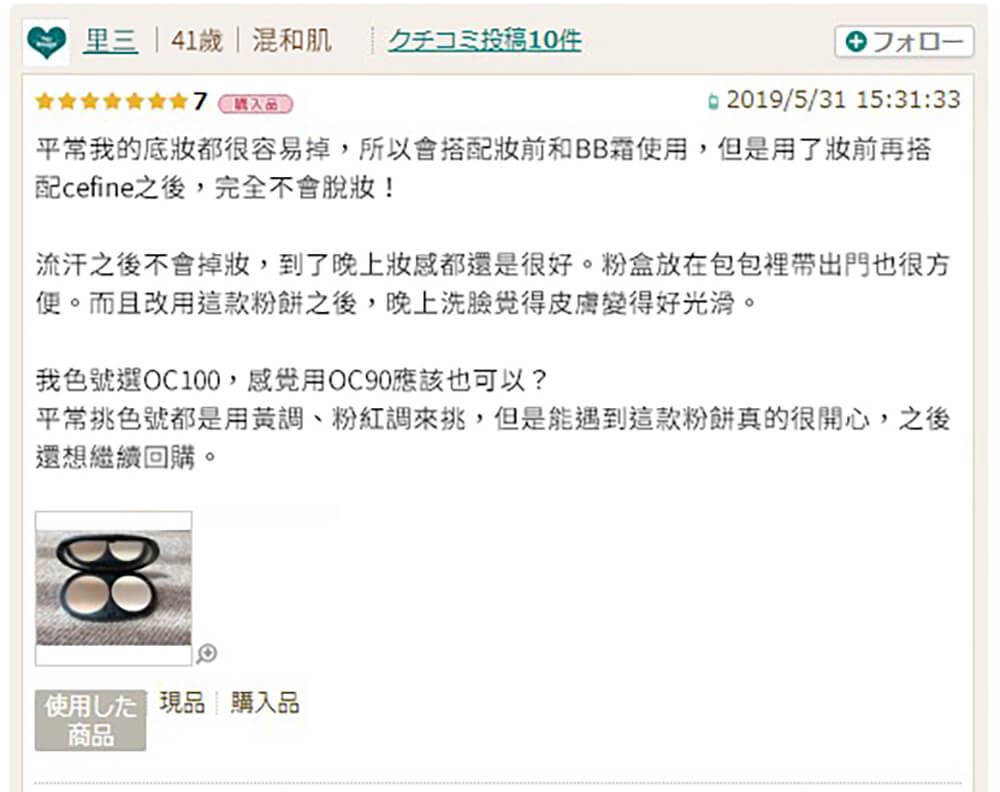 里三 41歲 混和肌 クチコミ投稿10件 フォロー
7 購入品 2019/5/31 15:31:33
平常我的底妝都很容易掉，所以會搭配妝前和BB霜使用，但是用了妝前再搭
配cefine之後，完全不會脫妝！
流汗之後不會掉妝，到了晚上妝感都還是很好。粉盒放在包包裡帶出門也很方
便。而且改用這款粉餅之後，晚上洗臉覺得皮膚變得好光滑。
我色號選OC100，感覺用OC90應該也可以？
平常挑色號都是用黃調、粉紅調來挑，但是能遇到這款粉餅真的很開心，之後
還想繼續回購。
使用した 現品 購入品
商品